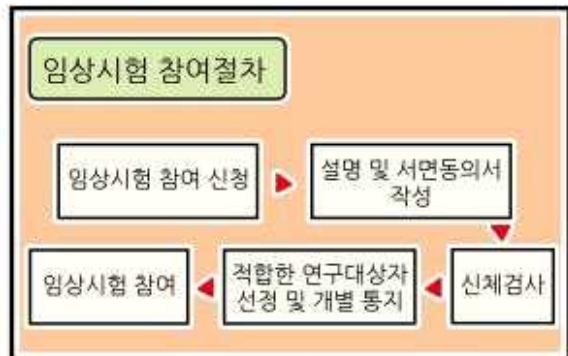 임상시험 참여절차
임상시험 참여 신청
설명 및 서면동의서
작성
신체검사
적합한 연구대상자
선정 및 개별 통지
임상시험 참여